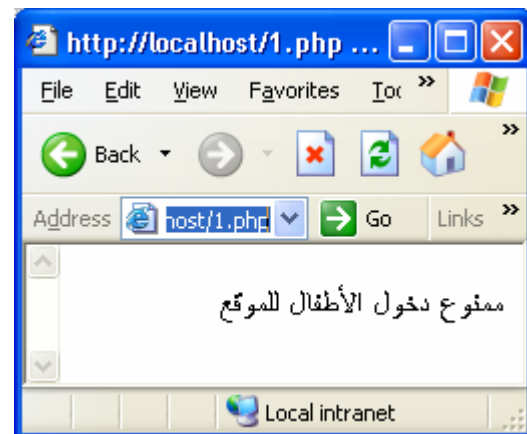 http://localhost/1.php ...
File Edit View Favorites »
Back »
Address host/1.php Go Links »
ممنوع دخول الأطفال للموقع
Local intranet